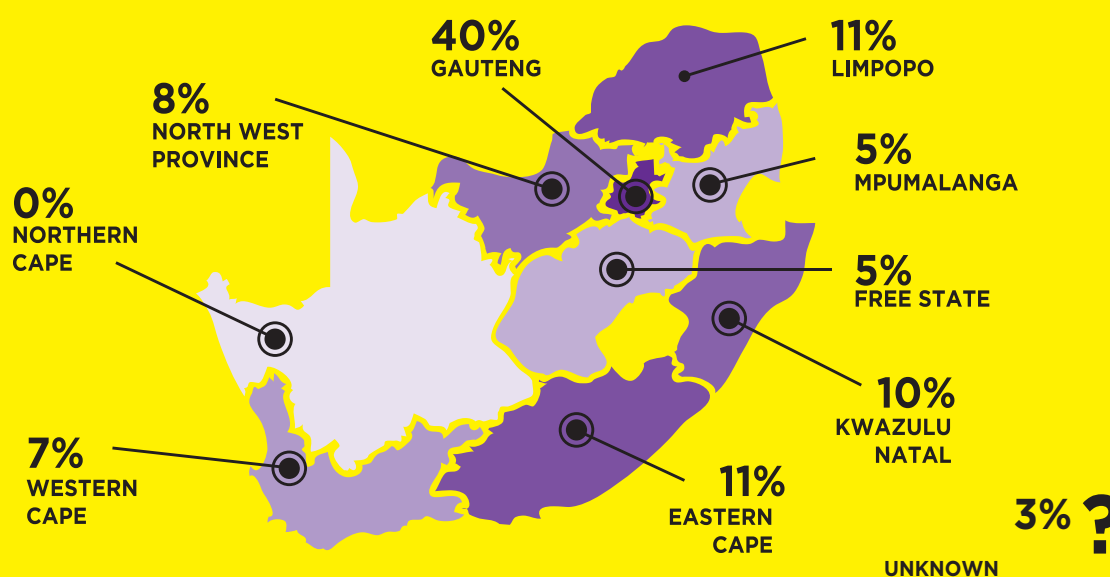 40%
GAUTENG
11%
LIMPOPO
8%
NORTH WEST
PROVINCE
5%
MPUMALANGA
0%
NORTHERN
CAPE
5%
FREE STATE
10%
KWAZULU
NATAL
7%
WESTERN
CAPE
11%
EASTERN
CAPE
3% ?
UNKNOWN